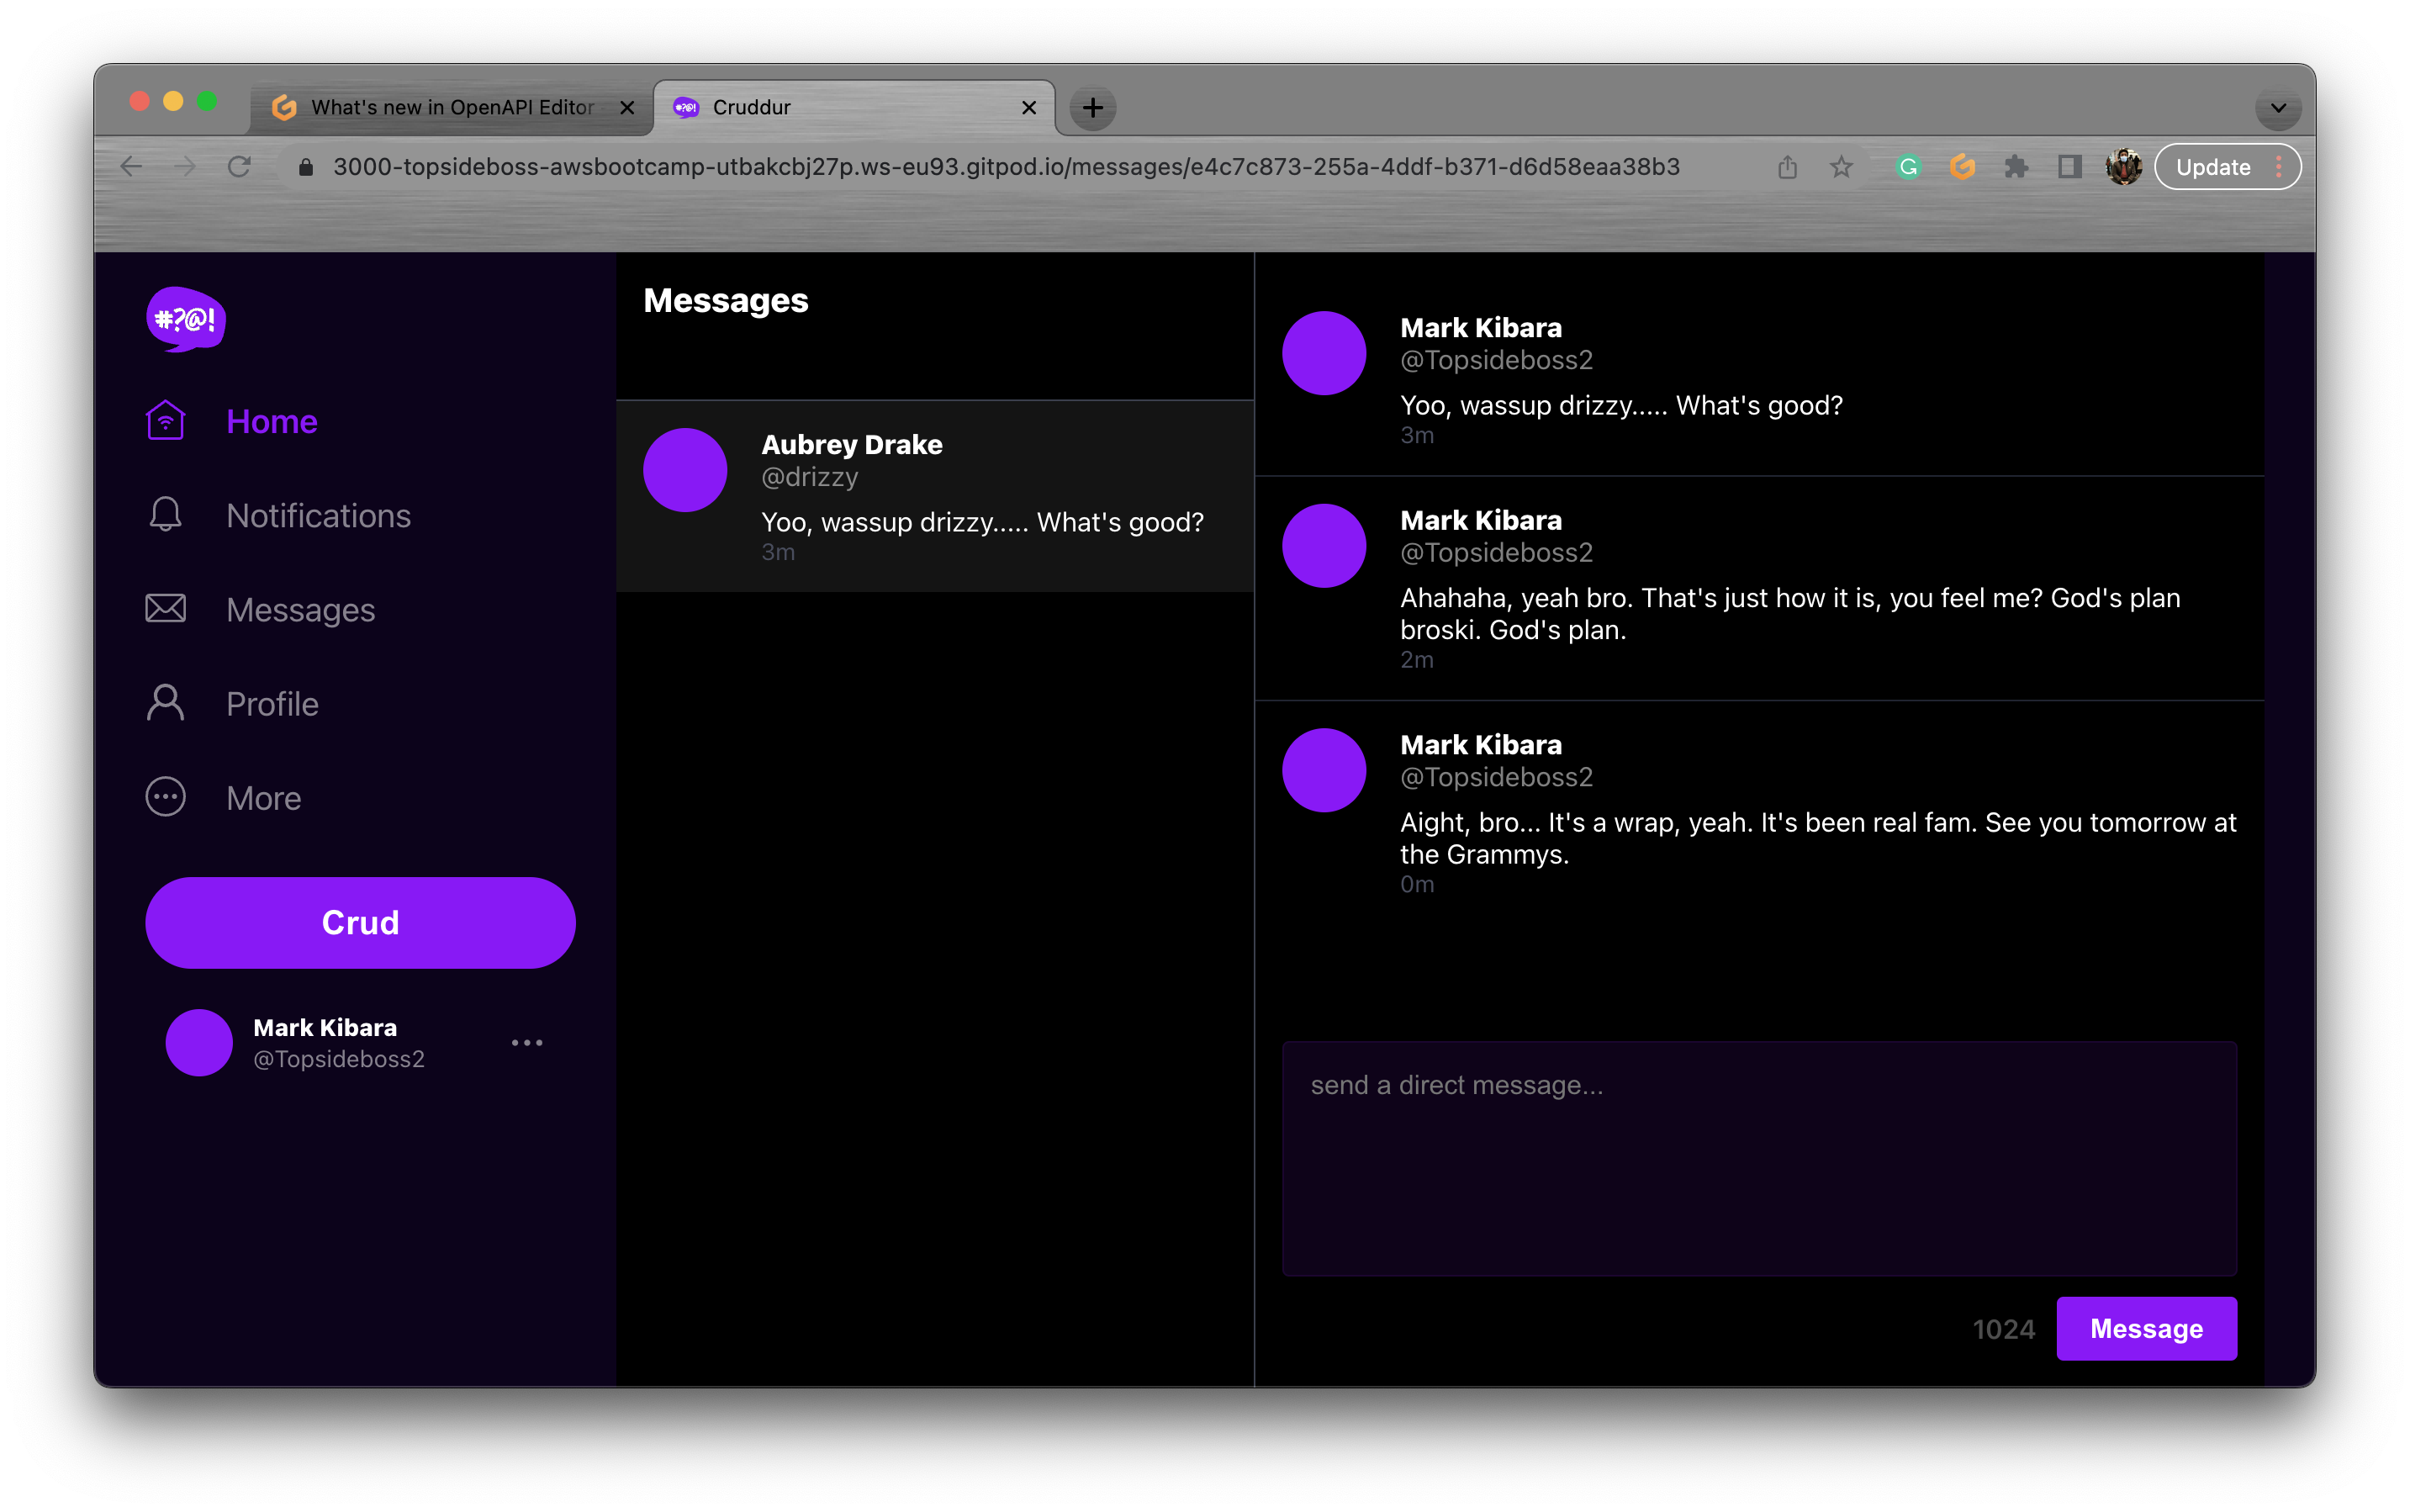 What's new in OpenAPI Editor
#?@! Cruddur
3000-topsideboss-awsbootcamp-utbakcbj27p.ws-eu93.gitpod.io/messages/e4c7c873-255a-4ddf-b371-d6d58eaa38b3
G
Update
#?@!
Home
Notifications
Messages
Profile
More
Crud
Mark Kibara
@Topsideboss2
Messages
Aubrey Drake
@drizzy
Yoo, wassup drizzy..... What's good?
3m
Mark Kibara
@Topsideboss2
Yoo, wassup drizzy..... What's good?
3m
Mark Kibara
@Topsideboss2
Ahahaha, yeah bro. That's just how it is, you feel me? God's plan
broski. God's plan.
2m
Mark Kibara
@Topsideboss2
Aight, bro... It's a wrap, yeah. It's been real fam. See you tomorrow at
the Grammys.
0m
send a direct message...
1024
Message